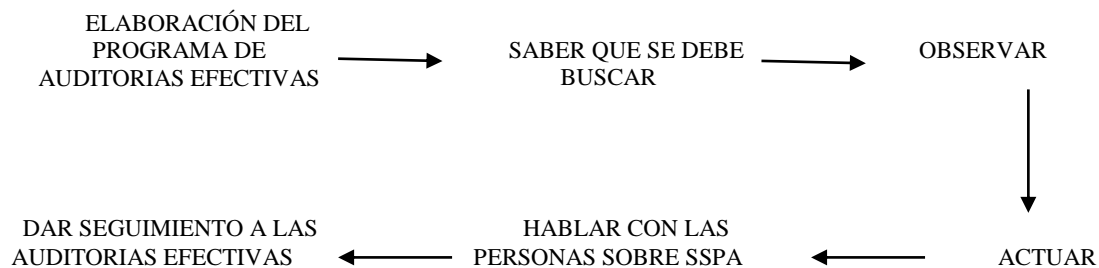 ELABORACIÓN DEL
PROGRAMA DE
AUDITORIAS EFECTIVAS
SABER QUE SE DEBE
BUSCAR
OBSERVAR
ACTUAR
HABLAR CON LAS
PERSONAS SOBRE SSPA
DAR SEGUIMIENTO A LAS
AUDITORIAS EFECTIVAS